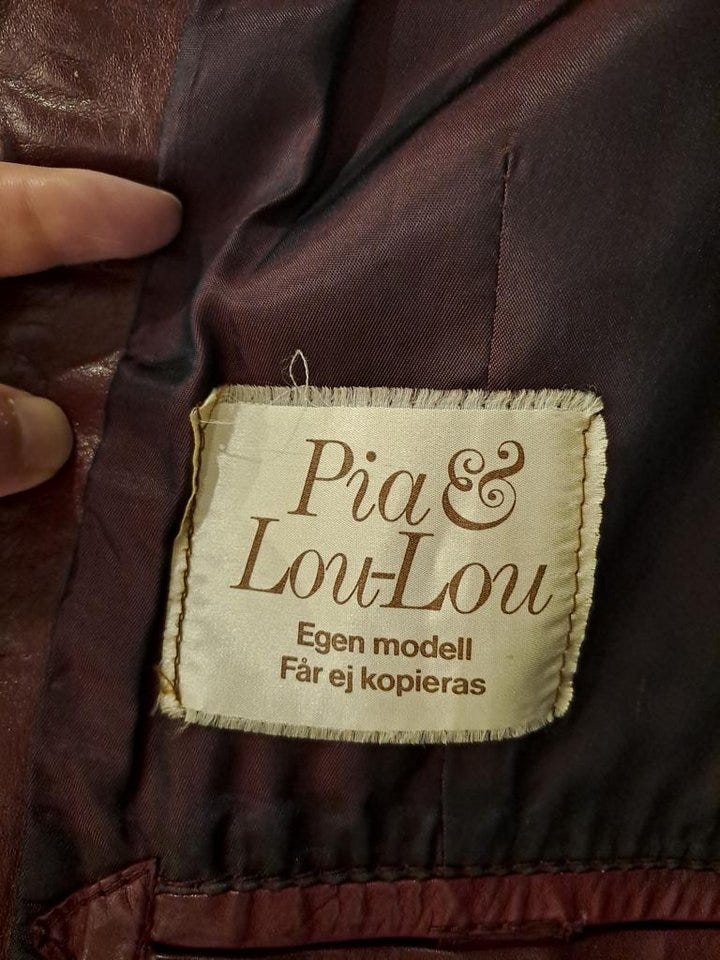 Pia &
Lou-Lou
Egen modell
Får ej kopieras